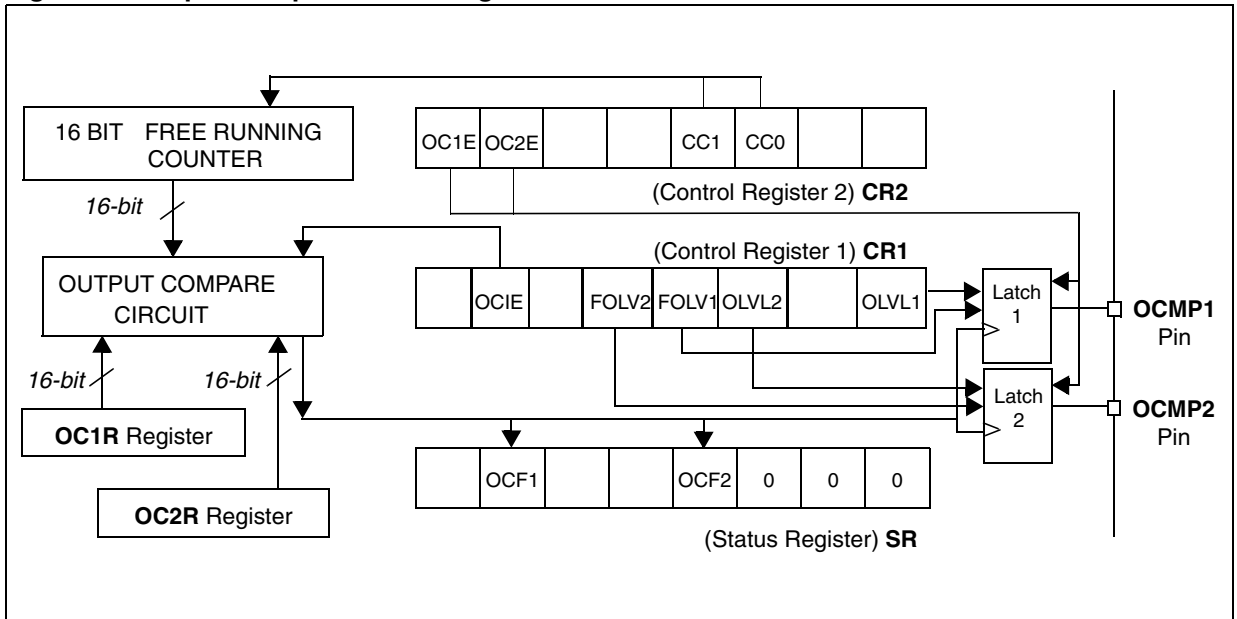 16 BIT FREE RUNNING
COUNTER
OC1E OC2E CC1 CC0
(Control Register 2) CR2
16-bit
(Control Register 1) CR1
OUTPUT COMPARE
CIRCUIT
OCIE FOLV2 FOLV1 OLVL2 OLVL1
Latch
1
OCMP1
Pin
16-bit 16-bit
Latch
2
OCMP2
Pin
OC1R Register
OCF1 OCF2 0 0 0
OC2R Register
(Status Register) SR